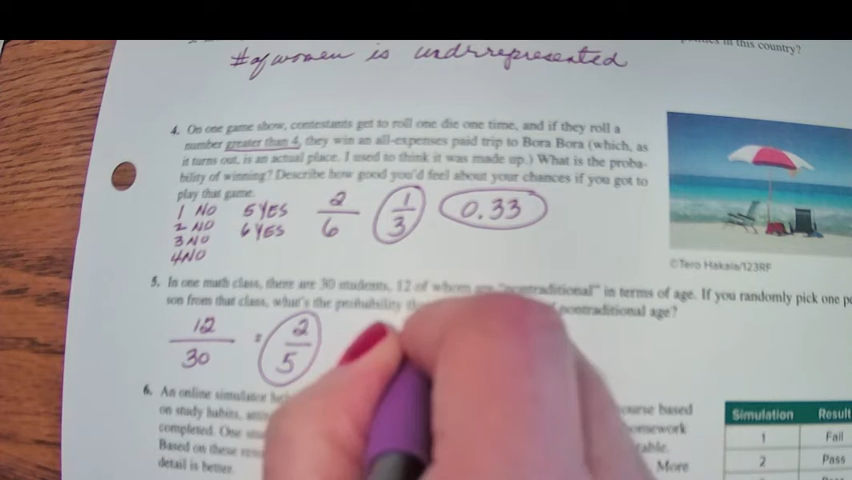 #of women is undrrepresented
in this country?
4. On one game show, contestants get to roll one die one time, and if they roll a
number greater than 4, they win an all-expenses paid trip to Bora Bora (which, as
it turns out, is an actual place. I used to think it was made up.) What is the proba-
bility of winning? Describe how good you'd feel about your chances if you got to
play that game.
1 NO 5 YES 2/6 1/3 0.33
2 NO 6 YES
3 NO
4 NO
©Tero Hakala/123RF
5. In one math class, there are 30 students, 12 of whom are "nontraditional" in terms of age. If you randomly pick one
son from that class, what's the probability nontraditional age?
12/30 = 2/5
6. An online simulator
on study habits, ourse based
completed. One omework
Based on these
detail is better. More
Simulation Result
1 Fail
2 Pass